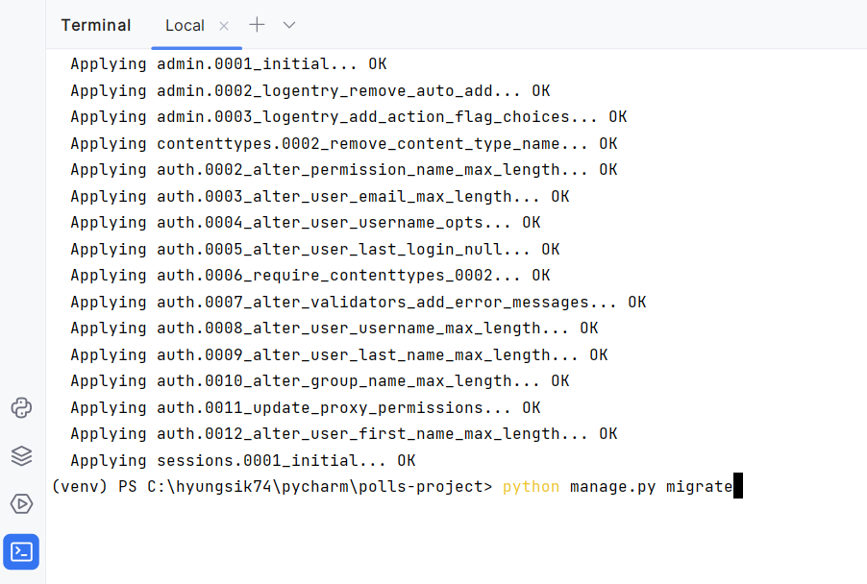 Terminal Local
Applying admin.0001_initial... OK
Applying admin.0002_logentry_remove_auto_add... OK
Applying admin.0003_logentry_add_action_flag_choices... OK
Applying contenttypes.0002_remove_content_type_name... OK
Applying auth.0002_alter_permission_name_max_length... OK
Applying auth.0003_alter_user_email_max_length... OK
Applying auth.0004_alter_user_username_opts... OK
Applying auth.0005_alter_user_last_login_null... OK
Applying auth.0006_require_contenttypes_0002... OK
Applying auth.0007_alter_validators_add_error_messages... OK
Applying auth.0008_alter_user_username_max_length... OK
Applying auth.0009_alter_user_last_name_max_length... OK
Applying auth.0010_alter_group_name_max_length... OK
Applying auth.0011_update_proxy_permissions... OK
Applying auth.0012_alter_user_first_name_max_length... OK
Applying sessions.0001_initial... OK
(venv) PS C:\hyungsik74\pycharm\polls-project> python manage.py migrate